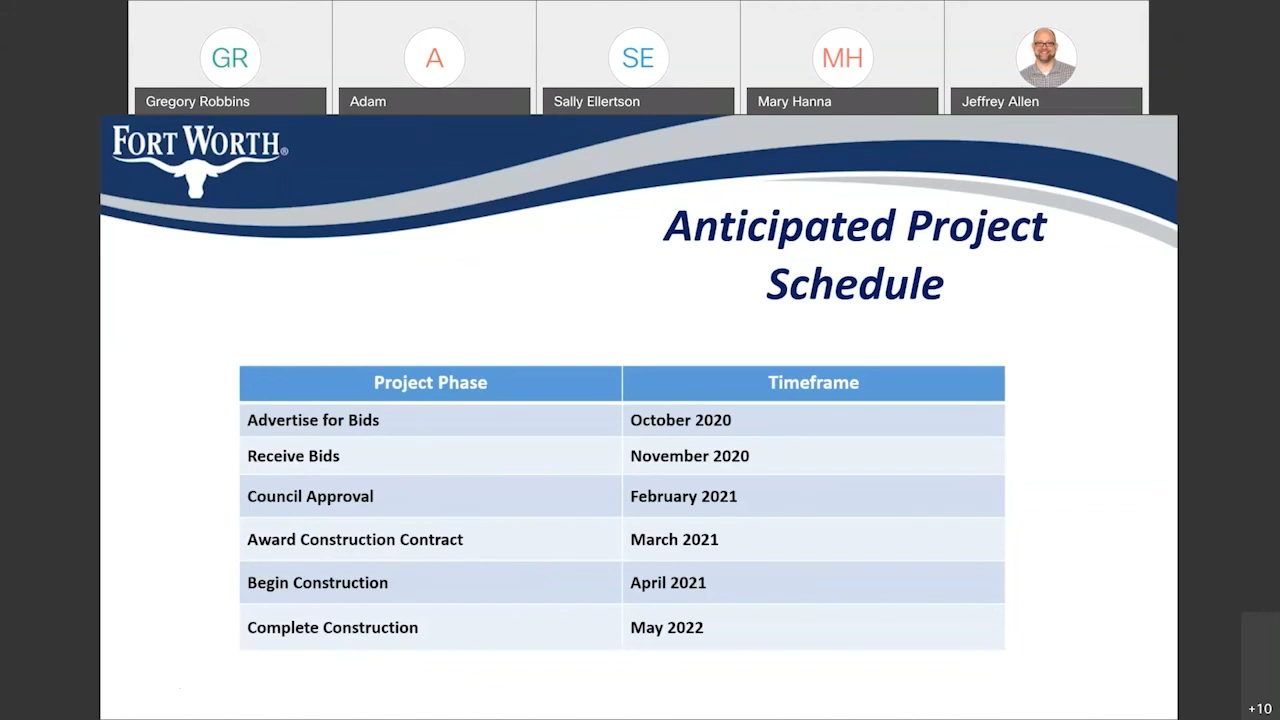 GR
A
SE
MH
Gregory Robbins
Adam
Sally Ellertson
Mary Hanna
Jeffrey Allen
FORT WORTH®
Anticipated Project
Schedule
Project Phase Timeframe
Advertise for Bids October 2020
Receive Bids November 2020
Council Approval February 2021
Award Construction Contract March 2021
Begin Construction April 2021
Complete Construction May 2022
+10